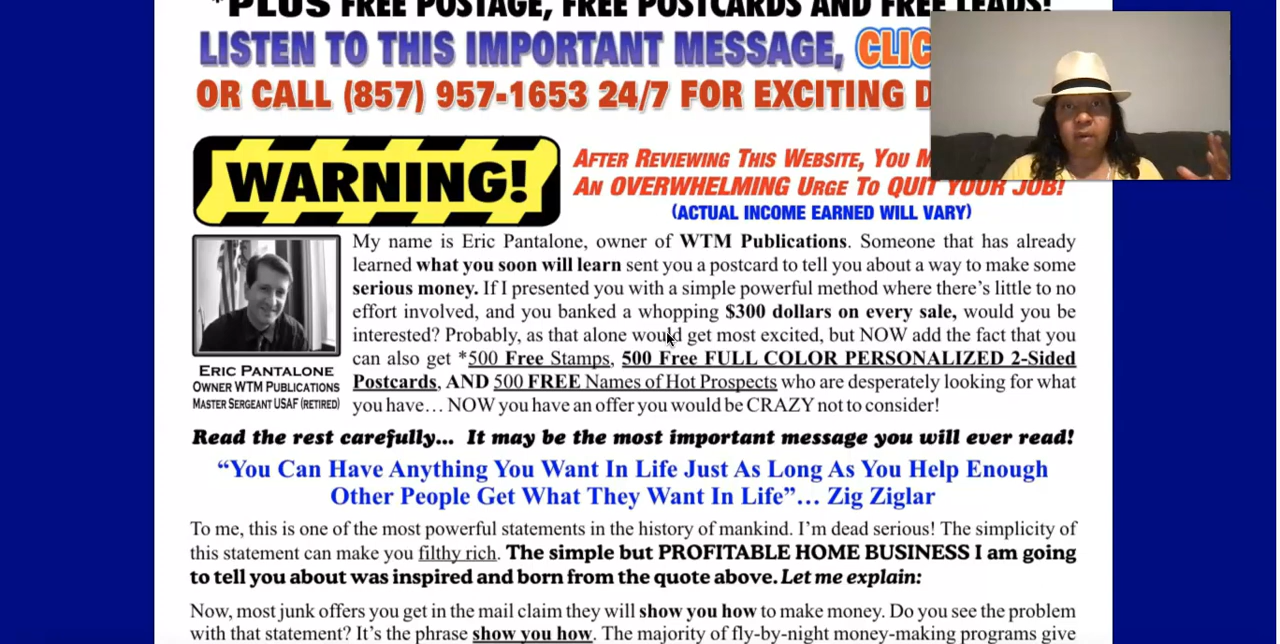 *PLUS FREE POSTAGE, FREE POSTCARDS AND FREE LEADS!
LISTEN TO THIS IMPORTANT MESSAGE,
OR CALL (857) 957-1653 24/7 FOR EXCITING
WARNING!
AFTER REVIEWING THIS WEBSITE, YOU
AN OVERWHELMING URGE TO QUIT YOUR JOB!
(ACTUAL INCOME EARNED WILL VARY)
My name is Eric Pantalone, owner of WTM Publications. Someone that has already
learned what you soon will learn sent you a postcard to tell you about a way to make some
serious money. If I presented you with a simple powerful method where there's little to no
effort involved, and you banked a whopping $300 dollars on every sale, would you be
interested? Probably, as that alone would get most excited, but NOW add the fact that you
can also get *500 Free Stamps, 500 Free FULL COLOR PERSONALIZED 2-Sided
Postcards, AND 500 FREE Names of Hot Prospects who are desperately looking for what
you have… NOW you have an offer you would be CRAZY not to consider!
ERIC PANTALONE
OWNER WTM PUBLICATIONS
MASTER SERGEANT USAF (RETIRED)
Read the rest carefully… It may be the most important message you will ever read!
"You Can Have Anything You Want In Life Just As Long As You Help Enough
Other People Get What They Want In Life"… Zig Ziglar
To me, this is one of the most powerful statements in the history of mankind. I'm dead serious! The simplicity of
this statement can make you filthy rich. The simple but PROFITABLE HOME BUSINESS I am going
to tell you about was inspired and born from the quote above. Let me explain:
Now, most junk offers you get in the mail claim they will show you how to make money. Do you see the problem
with that statement? It's the phrase show you how. The majority of fly-by-night money-making programs give